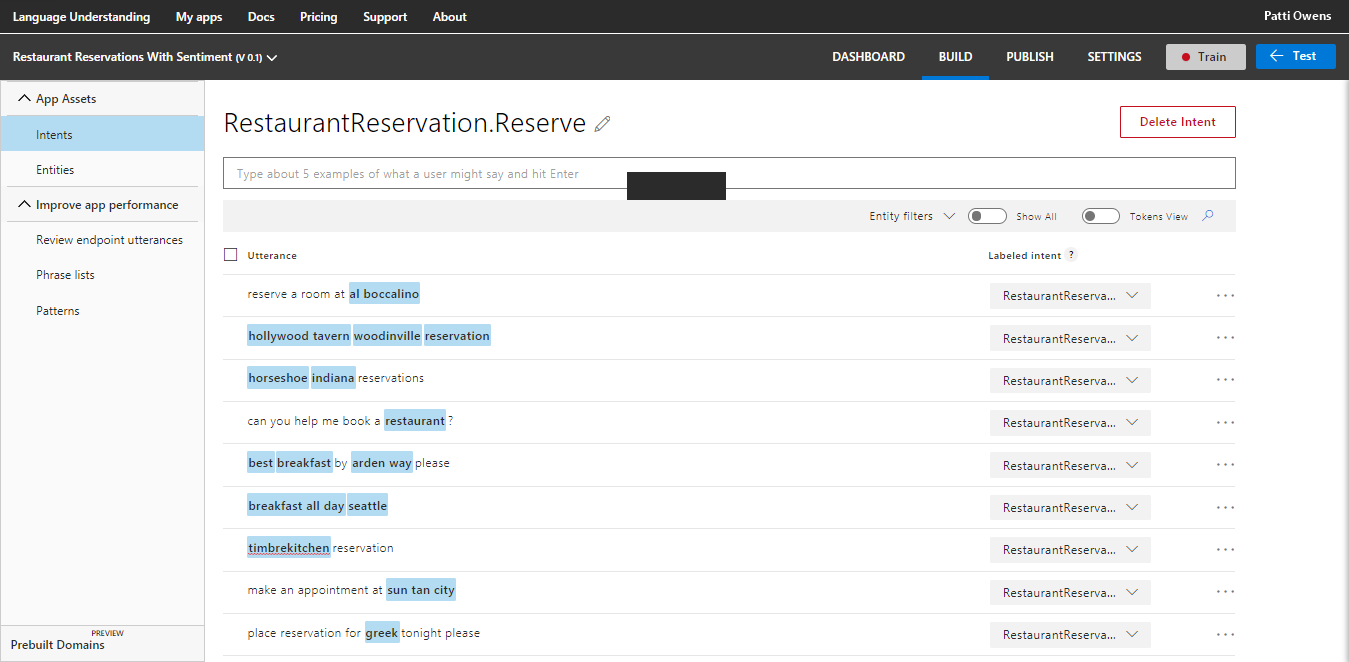 Language Understanding My apps Docs Pricing Support About Patti Owens
Restaurant Reservations With Sentiment (V 0.1) DASHBOARD BUILD PUBLISH SETTINGS Train Test
App Assets
Intents
Entities
Improve app performance
Review endpoint utterances
Phrase lists
Patterns
PREVIEW
Prebuilt Domains
RestaurantReservation.Reserve Delete Intent
Type about 5 examples of what a user might say and hit Enter
Entity filters Show All Tokens View
Utterance Labeled intent ?
reserve a room at al boccalino RestaurantReserva... ...
hollywood tavern woodinville reservation RestaurantReserva... ...
horseshoe indiana reservations RestaurantReserva... ...
can you help me book a restaurant ? RestaurantReserva... ...
best breakfast by arden way please RestaurantReserva... ...
breakfast all day seattle RestaurantReserva... ...
timbrekitchen reservation RestaurantReserva... ...
make an appointment at sun tan city RestaurantReserva... ...
place reservation for greek tonight please RestaurantReserva... ...